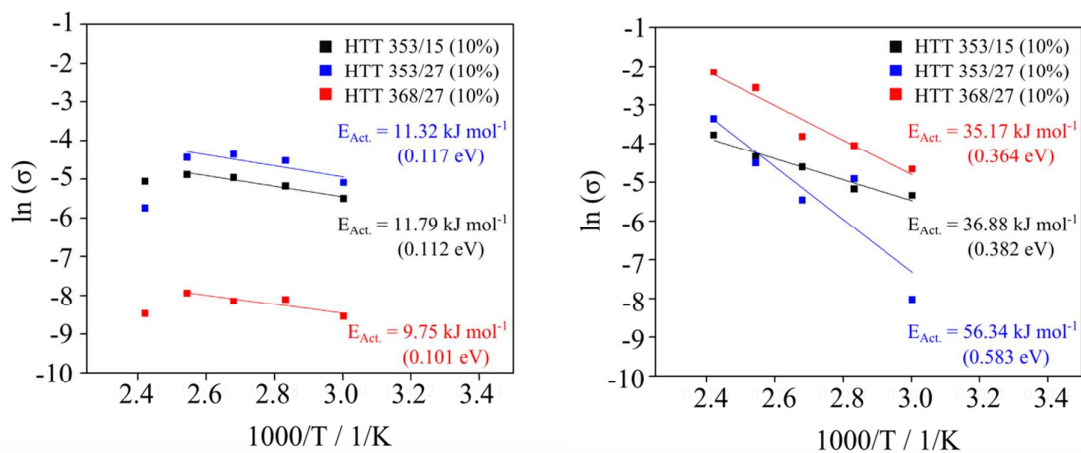 -1
-2
-3
-4
-5
-6
-7
-8
-9
-10
ln (σ)
HTT 353/15 (10%)
HTT 353/27 (10%)
HTT 368/27 (10%)
E_Act. = 11.32 kJ mol⁻¹
(0.117 eV)
E_Act. = 11.79 kJ mol⁻¹
(0.112 eV)
E_Act. = 9.75 kJ mol⁻¹
(0.101 eV)
2.4 2.6 2.8 3.0 3.2 3.4
1000/T / 1/K
-1
-2
-3
-4
-5
-6
-7
-8
-9
-10
ln (σ)
HTT 353/15 (10%)
HTT 353/27 (10%)
HTT 368/27 (10%)
E_Act. = 35.17 kJ mol⁻¹
(0.364 eV)
E_Act. = 36.88 kJ mol⁻¹
(0.382 eV)
E_Act. = 56.34 kJ mol⁻¹
(0.583 eV)
2.4 2.6 2.8 3.0 3.2 3.4
1000/T / 1/K